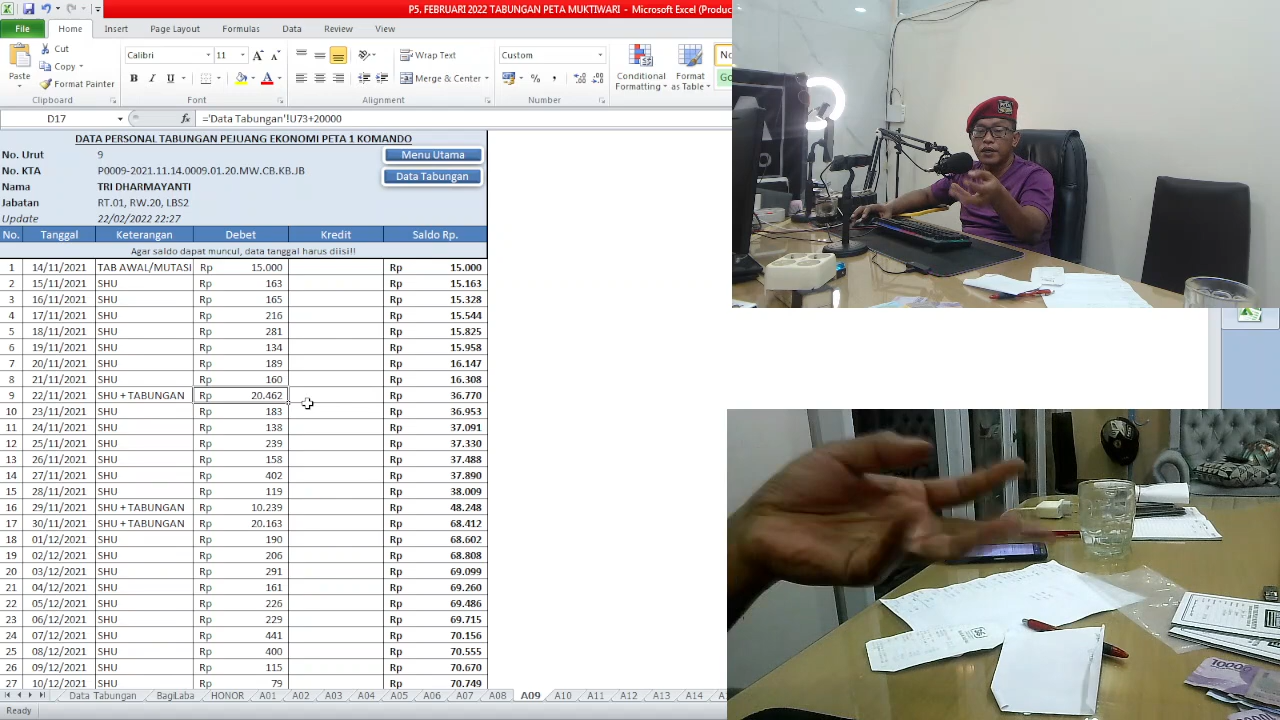 P5. FEBRUARI 2022 TABUNGAN PETA MUKTIWARI - Microsoft Excel (Produc
File Home Insert Page Layout Formulas Data Review View
Cut
Copy
Format Painter
Paste
Calibri 11
Wrap Text
Merge & Center
Custom
Conditional Formatting
Format as Table
No
Go
Clipboard Font Alignment Number
D17 fx ='Data Tabungan'!U73+20000
DATA PERSONAL TABUNGAN PEJUANG EKONOMI PETA 1 KOMANDO
No. Urut 9 Menu Utama
No. KTA P0009-2021.11.14.0009.01.20.MW.CB.KB.JB
Data Tabungan
Nama TRI DHARMAYANTI
Jabatan RT.01, RW.20, LBS2
Update 22/02/2022 22:27
No. Tanggal Keterangan Debet Kredit Saldo Rp.
Agar saldo dapat muncul, data tanggal harus diisi!!
1 14/11/2021 TAB AWAL/MUTASI Rp 15.000 Rp 15.000
2 15/11/2021 SHU Rp 163 Rp 15.163
3 16/11/2021 SHU Rp 165 Rp 15.328
4 17/11/2021 SHU Rp 216 Rp 15.544
5 18/11/2021 SHU Rp 281 Rp 15.825
6 19/11/2021 SHU Rp 134 Rp 15.958
7 20/11/2021 SHU Rp 189 Rp 16.147
8 21/11/2021 SHU Rp 160 Rp 16.308
9 22/11/2021 SHU + TABUNGAN Rp 20.462 Rp 36.770
10 23/11/2021 SHU Rp 183 Rp 36.953
11 24/11/2021 SHU Rp 138 Rp 37.091
12 25/11/2021 SHU Rp 239 Rp 37.330
13 26/11/2021 SHU Rp 158 Rp 37.488
14 27/11/2021 SHU Rp 402 Rp 37.890
15 28/11/2021 SHU Rp 119 Rp 38.009
16 29/11/2021 SHU + TABUNGAN Rp 10.239 Rp 48.248
17 30/11/2021 SHU + TABUNGAN Rp 20.163 Rp 68.412
18 01/12/2021 SHU Rp 190 Rp 68.602
19 02/12/2021 SHU Rp 206 Rp 68.808
20 03/12/2021 SHU Rp 291 Rp 69.099
21 04/12/2021 SHU Rp 161 Rp 69.260
22 05/12/2021 SHU Rp 226 Rp 69.486
23 06/12/2021 SHU Rp 229 Rp 69.715
24 07/12/2021 SHU Rp 441 Rp 70.156
25 08/12/2021 SHU Rp 400 Rp 70.555
26 09/12/2021 SHU Rp 115 Rp 70.670
27 10/12/2021 SHU Rp 79 Rp 70.749
Data Tabungan BagiLaba HONOR A01 A02 A03 A04 A05 A06 A07 A08 A09 A10 A11 A12 A13 A14
Ready
10000